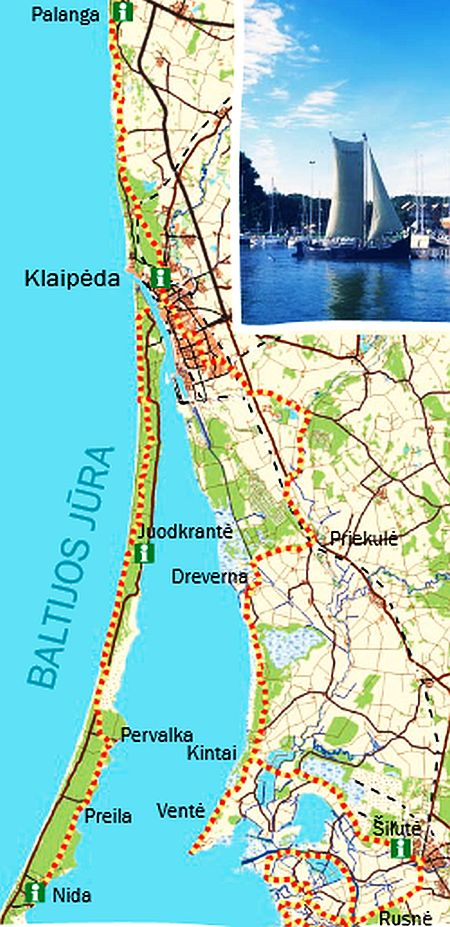 Palanga
Klaipėda
BALTIJOS JŪRA
Juodkrantė
Priekulė
Dreverna
Pervalka
Kintai
Ventė
Preila
Šilutė
Nida
Rusnė